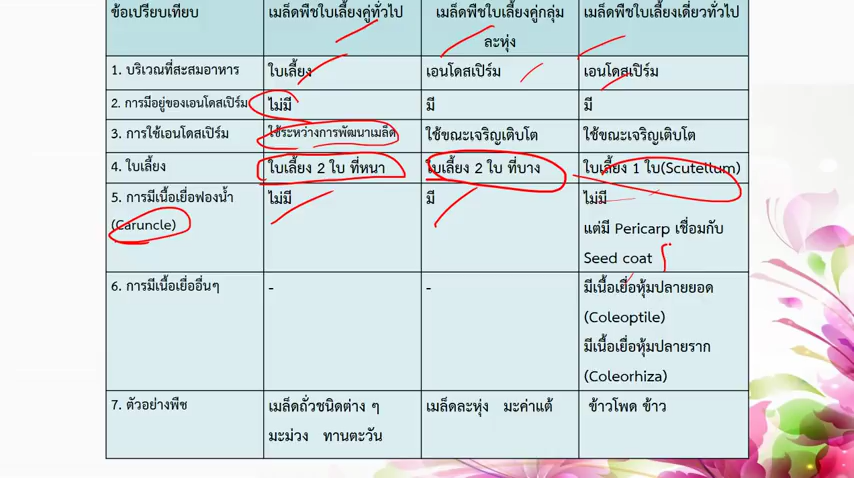 ข้อเปรียบเทียบ
เมล็ดพืชใบเลี้ยงคู่ทั่วไป
เมล็ดพืชใบเลี้ยงคู่กลุ่ม
ละหุ่ง
เมล็ดพืชใบเลี้ยงเดี่ยวทั่วไป
1. บริเวณที่สะสมอาหาร
ใบเลี้ยง
เอนโดสเปิร์ม
เอนโดสเปิร์ม
2. การมีอยู่ของเอนโดสเปิร์ม
ไม่มี
มี
มี
3. การใช้เอนโดสเปิร์ม
ใช้ระหว่างการพัฒนาเมล็ด
ใช้ขณะเจริญเติบโต
ใช้ขณะเจริญเติบโต
4. ใบเลี้ยง
ใบเลี้ยง 2 ใบ ที่หนา
ใบเลี้ยง 2 ใบ ที่บาง
ใบเลี้ยง 1 ใบ(Scutellum)
5. การมีเนื้อเยื่อฟองน้ำ
(Caruncle)
ไม่มี
มี
ไม่มี
แต่มี Pericarp เชื่อมกับ
Seed coat
6. การมีเนื้อเยื่ออื่นๆ
-
-
มีเนื้อเยื่อหุ้มปลายยอด
(Coleoptile)
มีเนื้อเยื่อหุ้มปลายราก
(Coleorhiza)
7. ตัวอย่างพืช
เมล็ดถั่วชนิดต่าง ๆ
มะม่วง ทานตะวัน
เมล็ดละหุ่ง มะค่าแต้
ข้าวโพด ข้าว